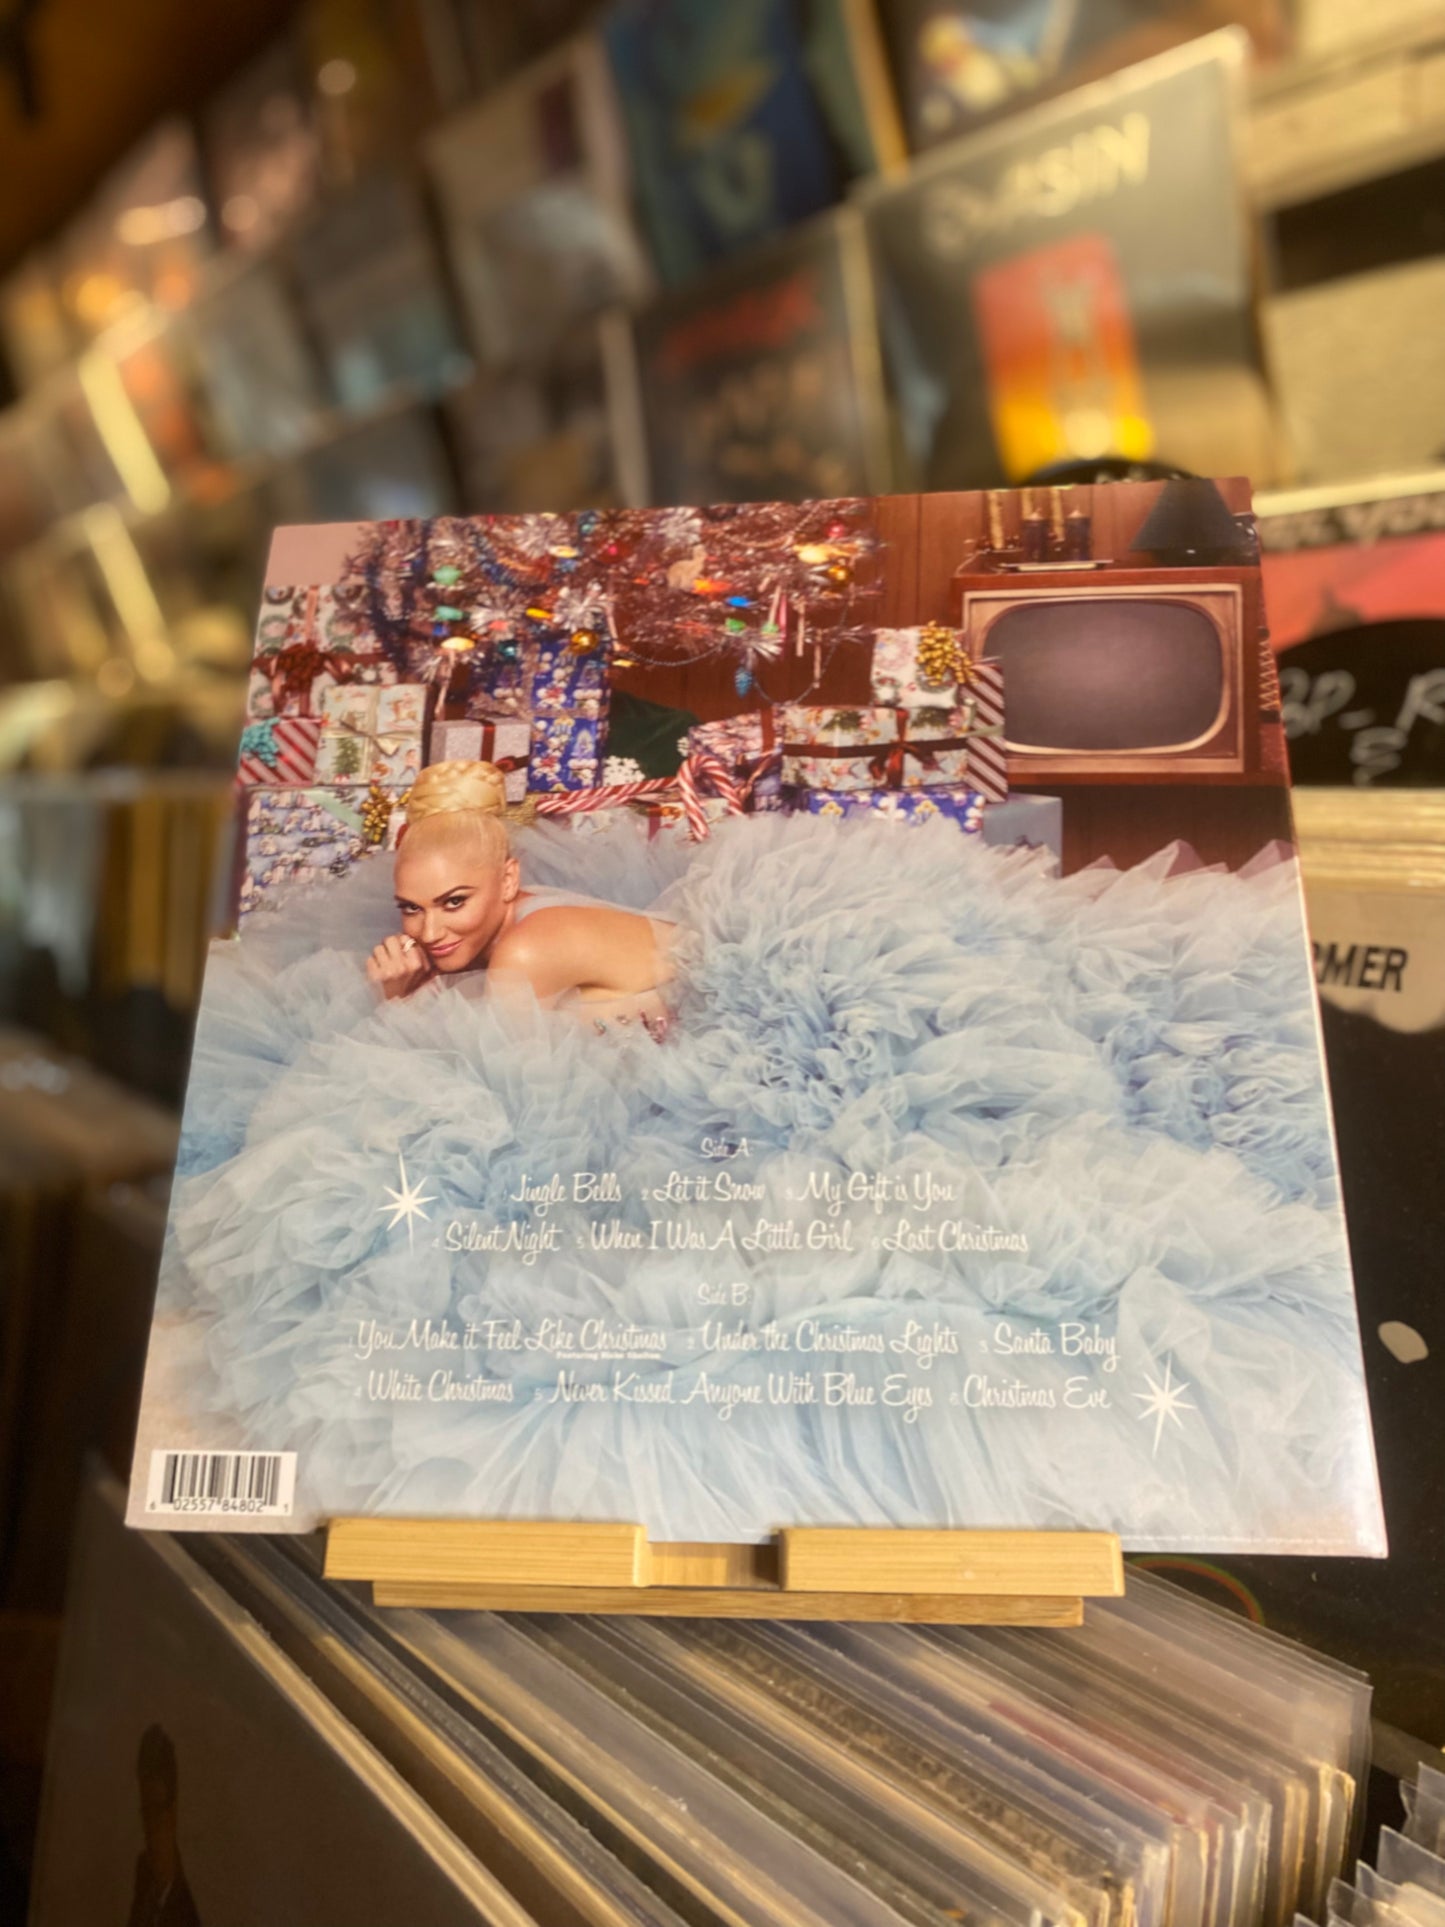 RMER
Side A:
1 Jingle Bells 2 Let it Snow 3 My Gift is You
4 Silent Night 5 When I Was A Little Girl 6 Last Christmas
Side B:
1 You Make it Feel Like Christmas 2 Under the Christmas Lights 3 Santa Baby
Featuring Blake Shelton
4 White Christmas 5 Never Kissed Anyone With Blue Eyes 6 Christmas Eve
6 02557 84802 1